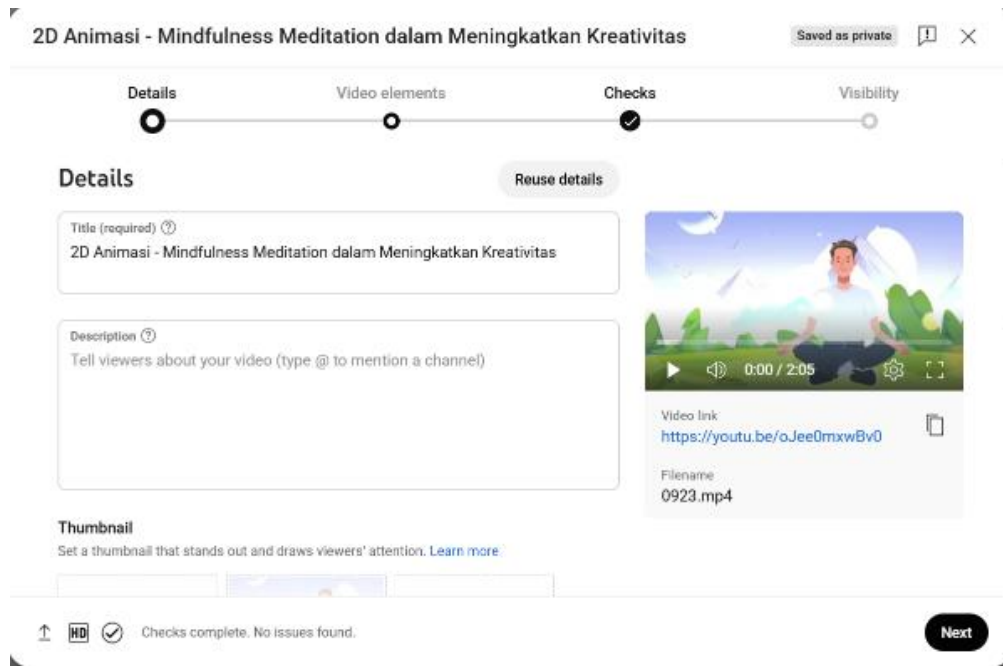 2D Animasi - Mindfulness Meditation dalam Meningkatkan Kreativitas
Saved as private
Details
Video elements
Checks
Visibility
Details
Reuse details
Title (required)
2D Animasi - Mindfulness Meditation dalam Meningkatkan Kreativitas
Description
Tell viewers about your video (type @ to mention a channel)
0:00 / 2:05
Video link
https://youtu.be/oJee0mxwBv0
Filename
0923.mp4
Thumbnail
Set a thumbnail that stands out and draws viewers' attention. Learn more
HD
Checks complete. No issues found.
Next